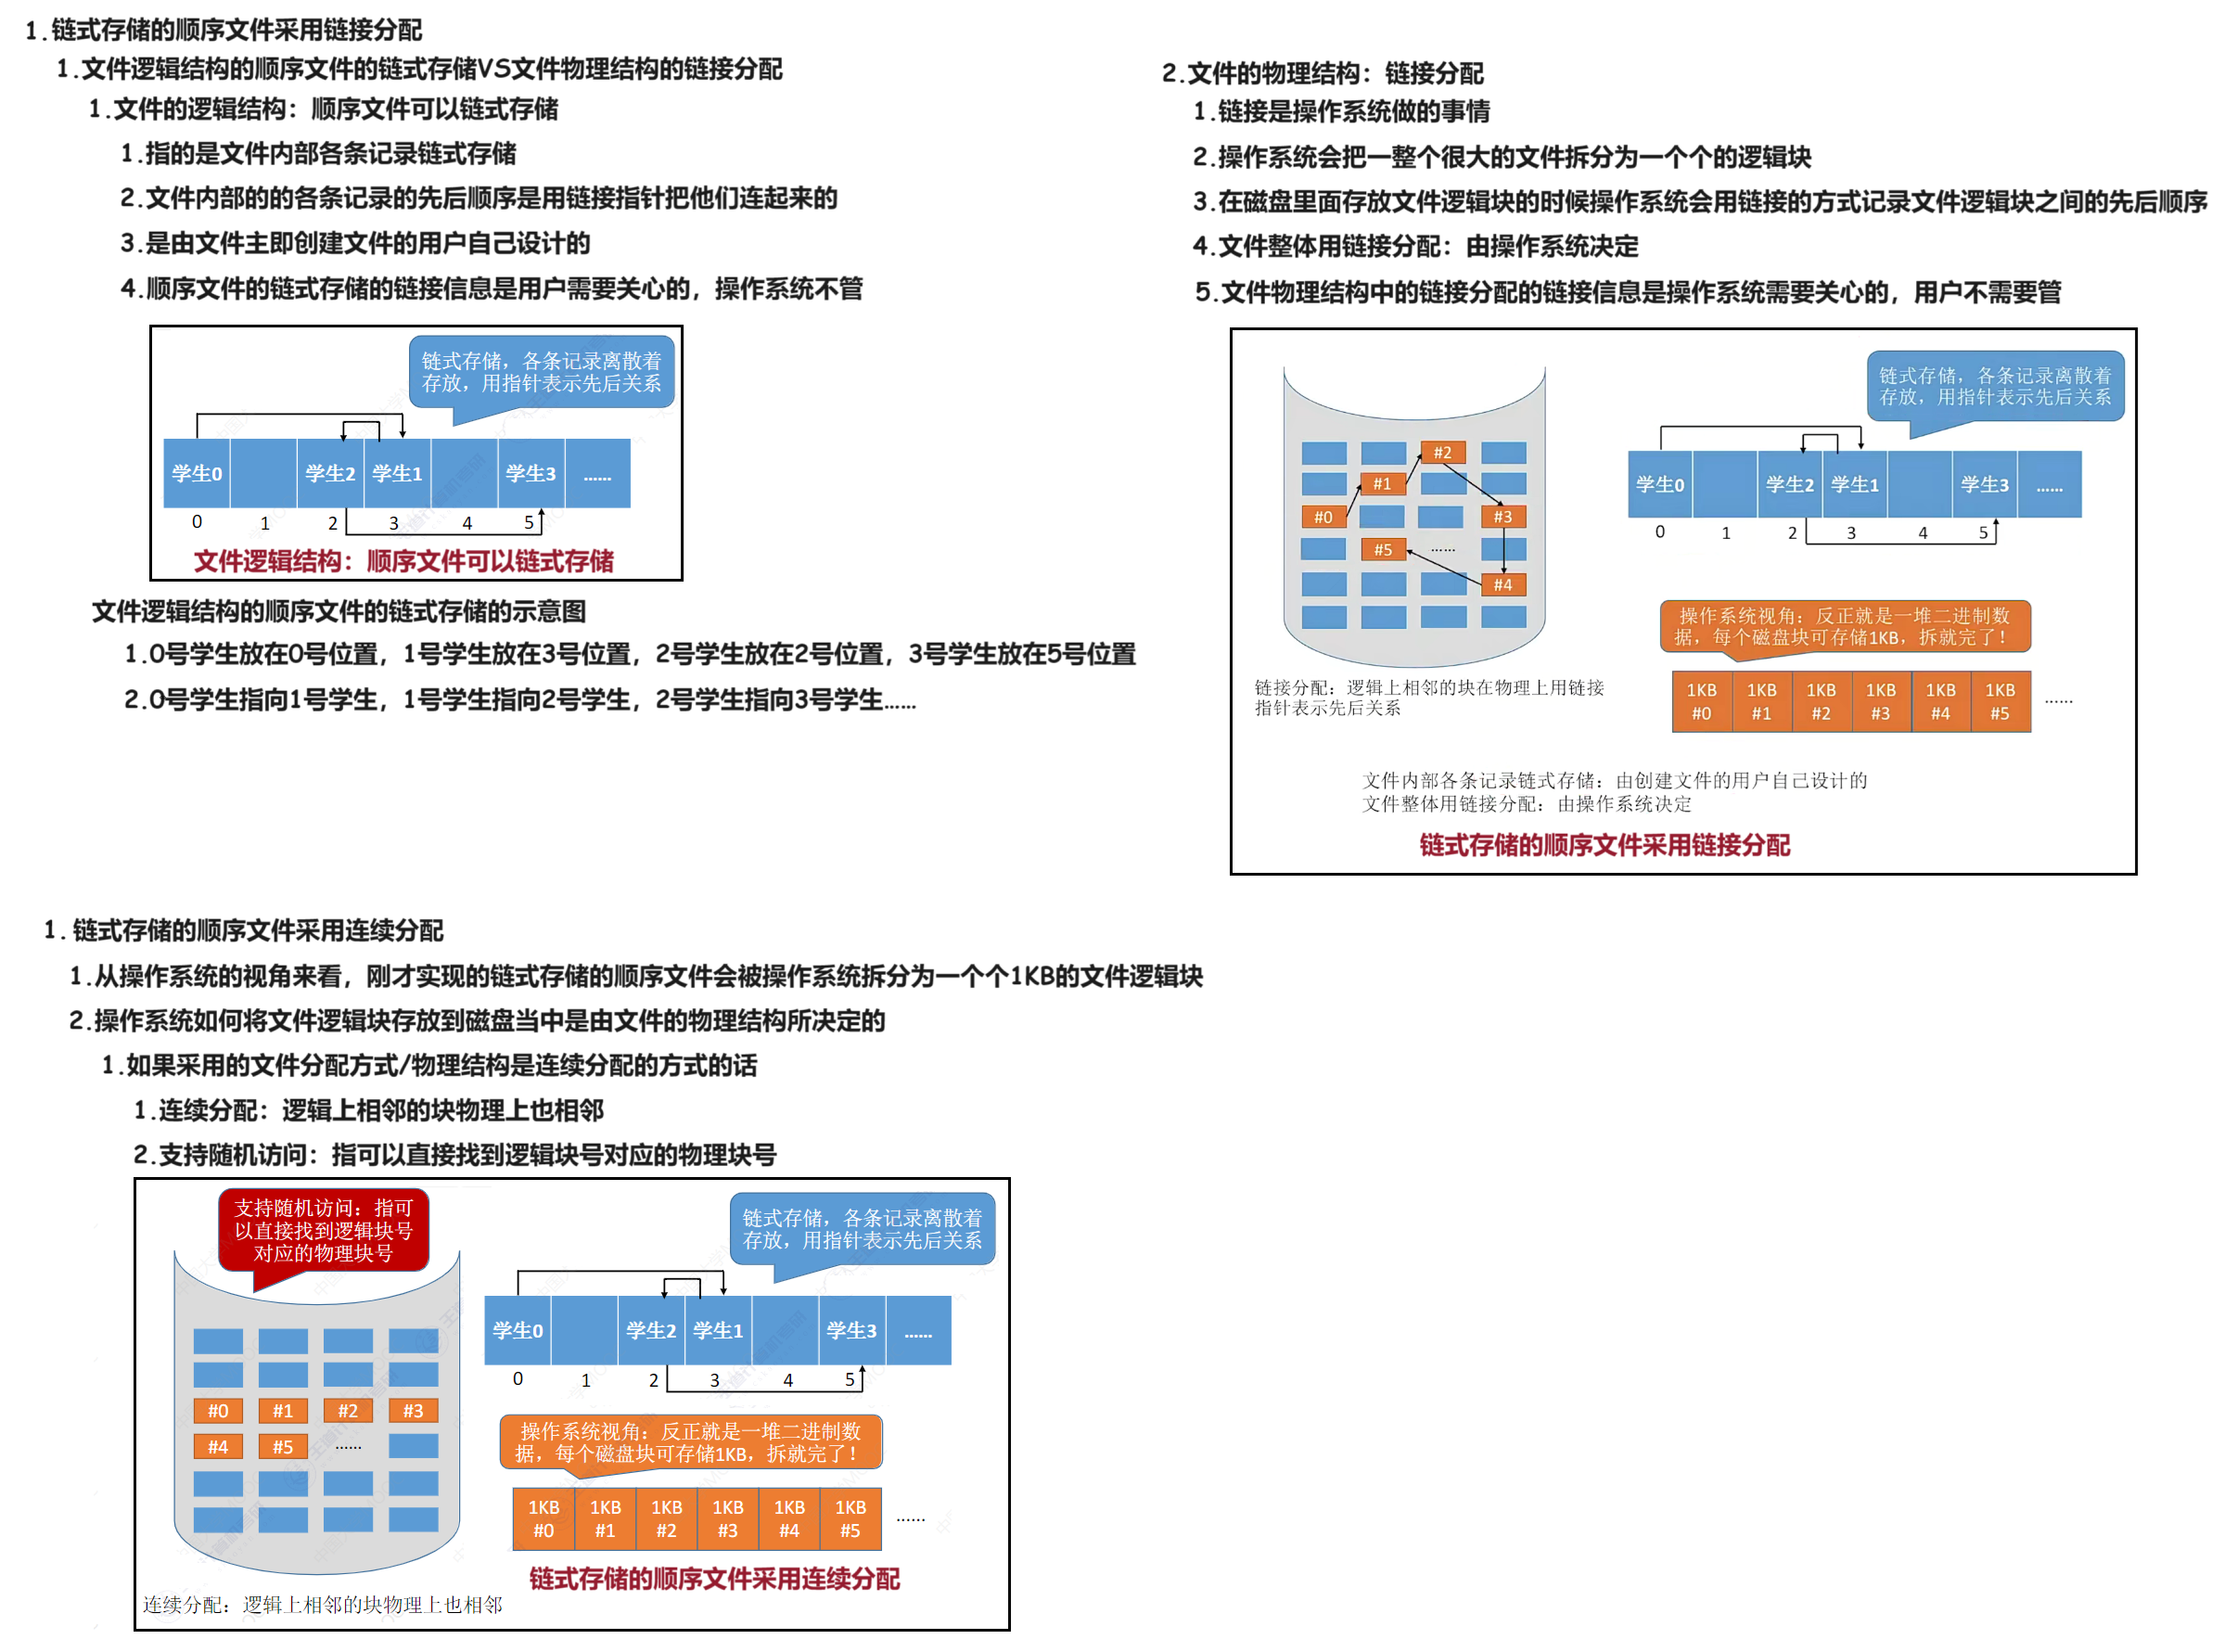 1.链式存储的顺序文件采用链接分配
1.文件逻辑结构的顺序文件的链式存储VS文件物理结构的链接分配
1.文件的逻辑结构：顺序文件可以链式存储
1.指的是文件内部各条记录链式存储
2.文件内部的的各条记录的先后顺序是用链接指针把他们连起来的
3.是由文件主即创建文件的用户自己设计的
4.顺序文件的链式存储的链接信息是用户需要关心的，操作系统不管
链式存储，各条记录离散着
存放，用指针表示先后关系
学生0 学生2 学生1 学生3 ……
0 1 2 3 4 5
文件逻辑结构：顺序文件可以链式存储
文件逻辑结构的顺序文件的链式存储的示意图
1.0号学生放在0号位置，1号学生放在3号位置，2号学生放在2号位置，3号学生放在5号位置
2.0号学生指向1号学生，1号学生指向2号学生，2号学生指向3号学生……
2.文件的物理结构：链接分配
1.链接是操作系统做的事情
2.操作系统会把一整个很大的文件拆分为一个个的逻辑块
3.在磁盘里面存放文件逻辑块的时候操作系统会用链接的方式记录文件逻辑块之间的先后顺序
4.文件整体用链接分配：由操作系统决定
5.文件物理结构中的链接分配的链接信息是操作系统需要关心的，用户不需要管
链式存储，各条记录离散着
存放，用指针表示先后关系
#2
#1
#0 #3
#5 ……
#4
学生0 学生2 学生1 学生3 ……
0 1 2 3 4 5
操作系统视角：反正就是一堆二进制数
据，每个磁盘块可存储1KB，拆就完了！
1KB 1KB 1KB 1KB 1KB 1KB
#0 #1 #2 #3 #4 #5 ……
链接分配：逻辑上相邻的块在物理上用链接
指针表示先后关系
文件内部各条记录链式存储：由创建文件的用户自己设计的
文件整体用链接分配：由操作系统决定
链式存储的顺序文件采用链接分配
1.链式存储的顺序文件采用连续分配
1.从操作系统的视角来看，刚才实现的链式存储的顺序文件会被操作系统拆分为一个个1KB的文件逻辑块
2.操作系统如何将文件逻辑块存放到磁盘当中是由文件的物理结构所决定的
1.如果采用的文件分配方式/物理结构是连续分配的方式的话
1.连续分配：逻辑上相邻的块物理上也相邻
2.支持随机访问：指可以直接找到逻辑块号对应的物理块号
支持随机访问：指可
以直接找到逻辑块号
对应的物理块号
链式存储，各条记录离散着
存放，用指针表示先后关系
学生0 学生2 学生1 学生3 ……
0 1 2 3 4 5
#0 #1 #2 #3
#4 #5 ……
操作系统视角：反正就是一堆二进制数
据，每个磁盘块可存储1KB，拆就完了！
1KB 1KB 1KB 1KB 1KB 1KB
#0 #1 #2 #3 #4 #5 ……
链式存储的顺序文件采用连续分配
连续分配：逻辑上相邻的块物理上也相邻